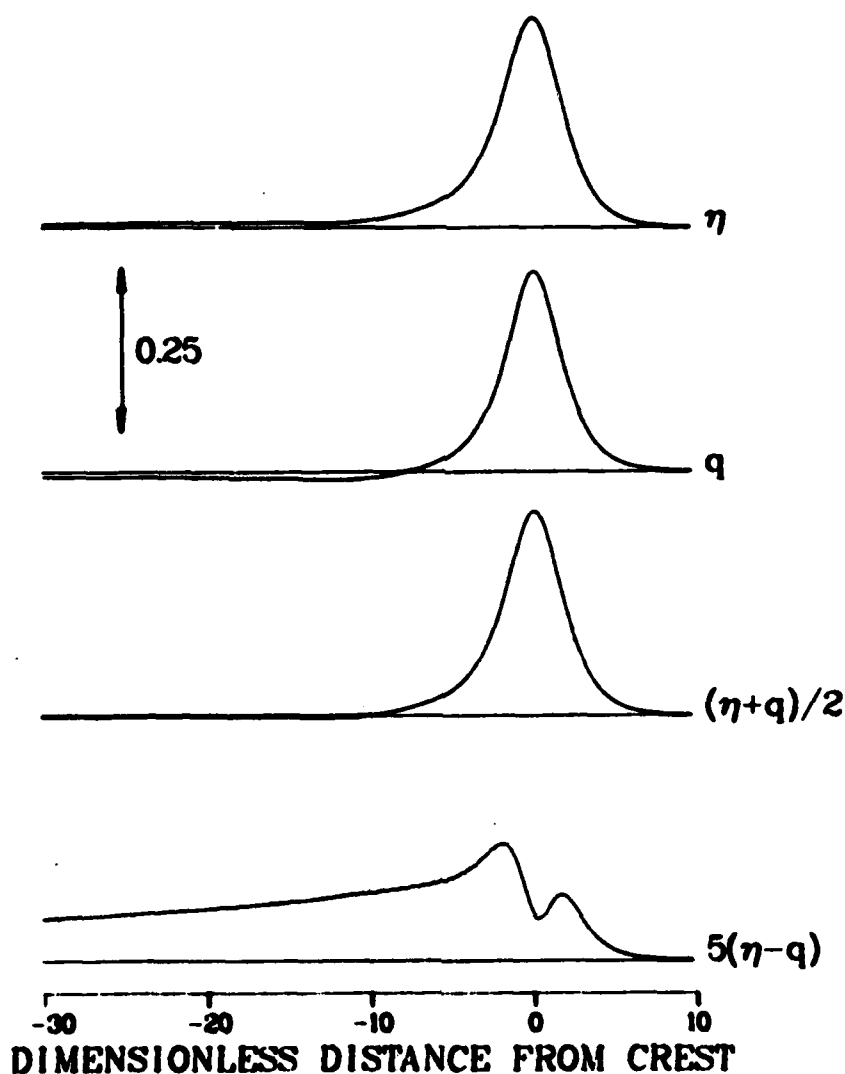 η
0.25
q
(η+q)/2
5(η-q)
-30 -20 -10 0 10
DIMENSIONLESS DISTANCE FROM CREST